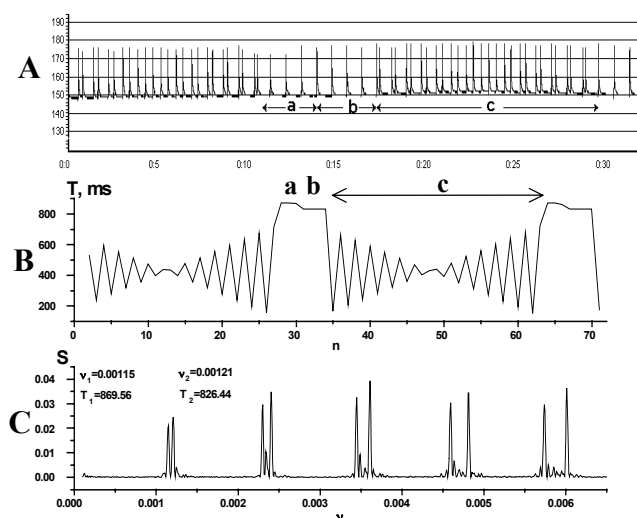 A
190
180
170
160
150
140
130
a b c
0:0 0:5 0:10 0:15 0:20 0:25 0:30
B
T, ms
a b c
800
600
400
200
0 10 20 30 40 50 60 70
n
C
S
ν1=0.00115 ν2=0.00121
T1=869.56 T2=826.44
0.04
0.03
0.02
0.01
0.00
0.000 0.001 0.002 0.003 0.004 0.005 0.006
ν